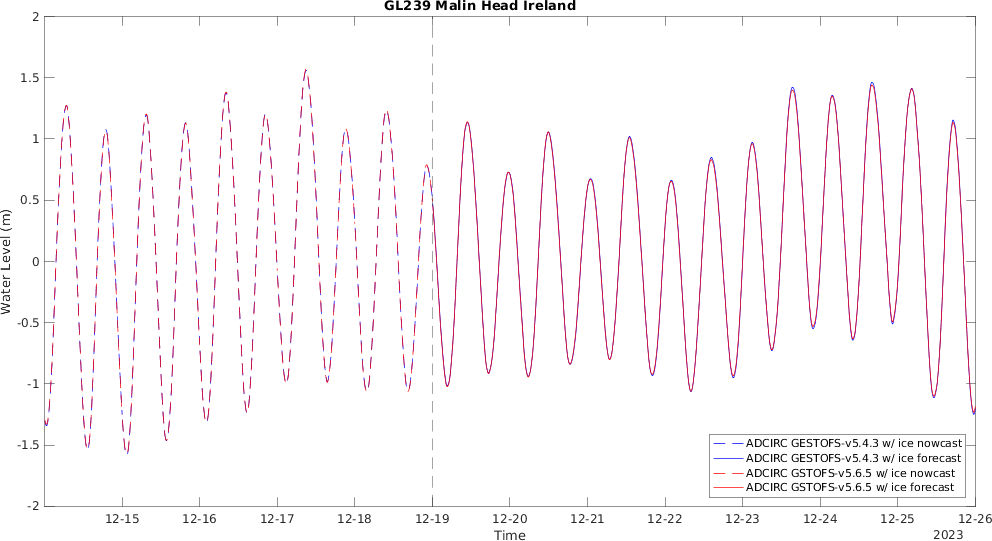 GL239 Malin Head Ireland
2
1.5
1
0.5
0
-0.5
-1
-1.5
-2
Water Level (m)
ADCIRC GESTOFS-v5.4.3 w/ ice nowcast
ADCIRC GESTOFS-v5.4.3 w/ ice forecast
ADCIRC GSTOFS-v5.6.5 w/ ice nowcast
ADCIRC GSTOFS-v5.6.5 w/ ice forecast
12-15 12-16 12-17 12-18 12-19 12-20 12-21 12-22 12-23 12-24 12-25 12-26
Time
2023